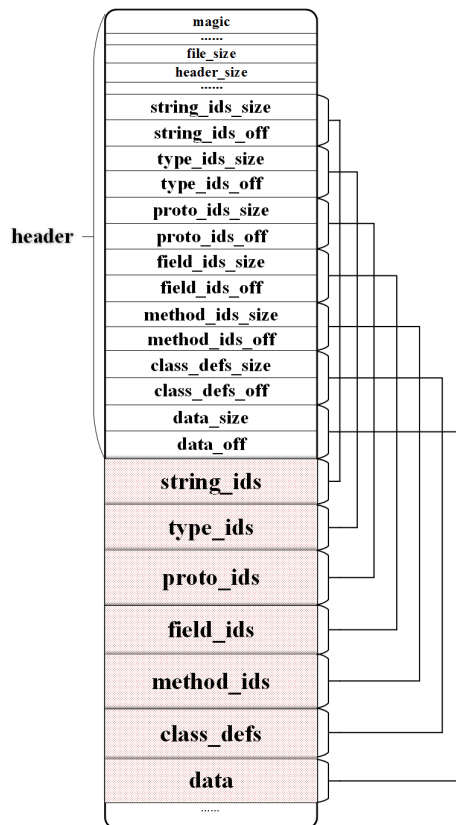 magic
......
file_size
header_size
......
string_ids_size
string_ids_off
type_ids_size
type_ids_off
proto_ids_size
header
proto_ids_off
field_ids_size
field_ids_off
method_ids_size
method_ids_off
class_defs_size
class_defs_off
data_size
data_off
string_ids
type_ids
proto_ids
field_ids
method_ids
class_defs
data
......